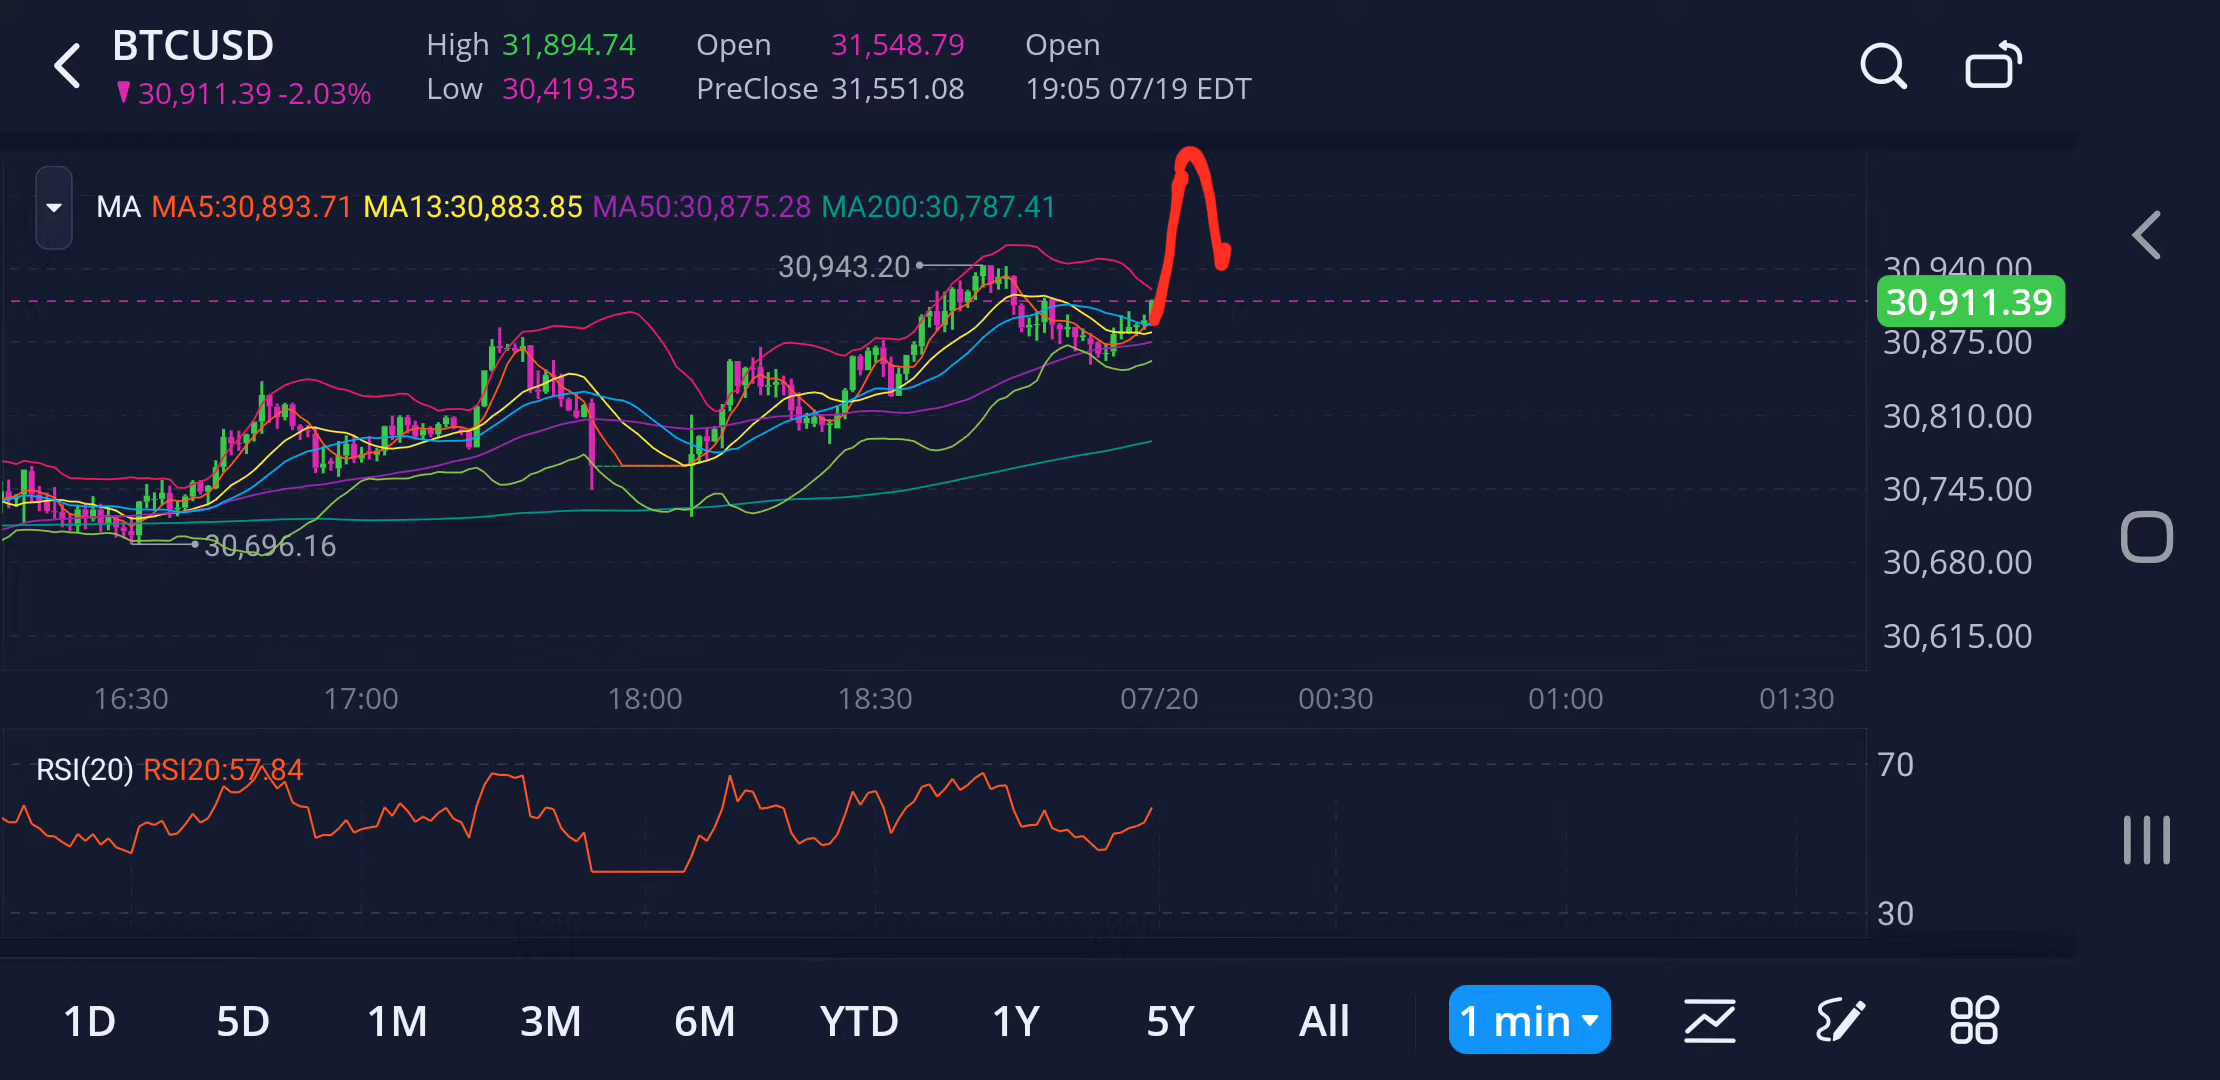 BTCUSD
30,911.39 -2.03%
High 31,894.74
Low 30,419.35
Open 31,548.79
PreClose 31,551.08
Open
19:05 07/19 EDT
MA MA5:30,893.71 MA13:30,883.85 MA50:30,875.28 MA200:30,787.41
30,943.20
30,696.16
30,940.00
30,911.39
30,875.00
30,810.00
30,745.00
30,680.00
30,615.00
16:30 17:00 18:00 18:30 07/20 00:30 01:00 01:30
RSI(20) RSI20:57.84
70
30
1D 5D 1M 3M 6M YTD 1Y 5Y All 1 min